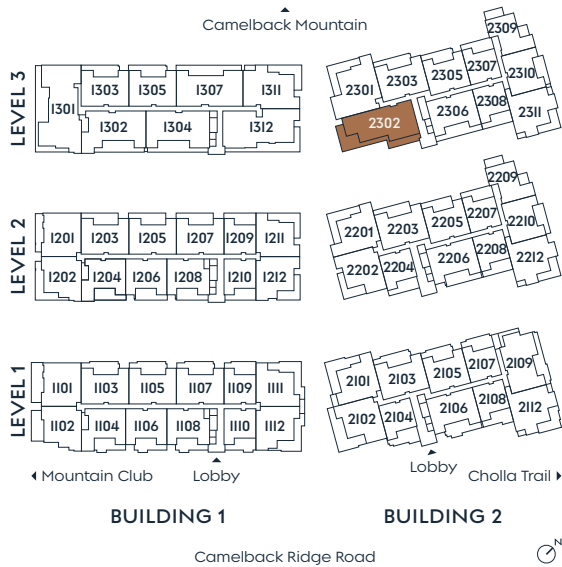 Camelback Mountain
LEVEL 3
1301 1303 1305 1307 1311
1302 1304 1312
2301 2303 2305 2307 2309
2310
2302 2306 2308 2311
LEVEL 2
1201 1203 1205 1207 1209 1211
1202 1204 1206 1208 1210 1212
2201 2203 2205 2207 2209
2210
2202 2204 2206 2208 2212
LEVEL 1
1101 1103 1105 1107 1109 1111
1102 1104 1106 1108 1110 1112
2101 2103 2105 2107 2109
2102 2104 2106 2108 2112
Mountain Club
Lobby
Lobby
Cholla Trail
BUILDING 1
BUILDING 2
Camelback Ridge Road
N